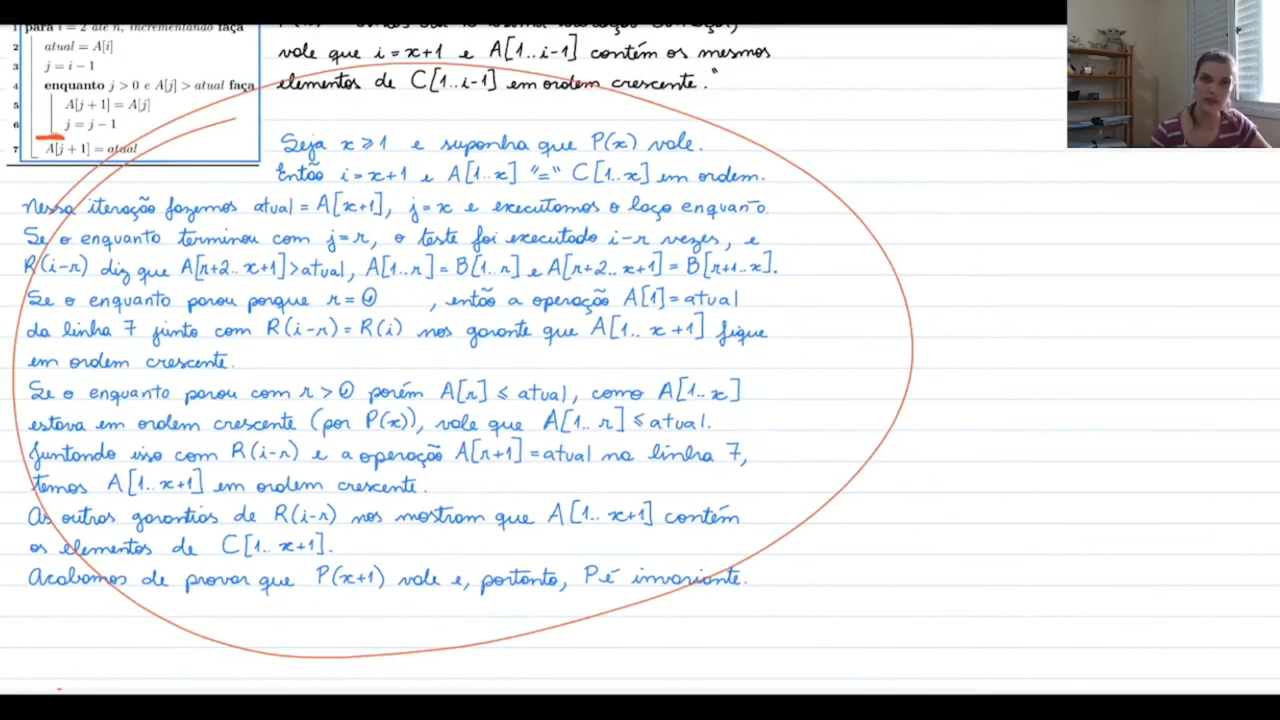 1 para i = 2 até n, incrementando faça
2 atual = A[i]
3 j = i − 1
4 enquanto j > 0 e A[j] > atual faça
5 A[j + 1] = A[j]
6 j = j − 1
7 A[j + 1] = atual
vale que i = x+1 e A[1..i-1] contém os mesmos
elementos de C[1..i-1] em ordem crescente."
Seja x ⩾ 1 e suponha que P(x) vale.
Então i = x+1 e A[1..x] "=" C[1..x] em ordem.
Nessa iteração fazemos atual = A[x+1], j = x e executamos o laço enquanto.
Se o enquanto terminou com j = r, o teste foi executado i-r vezes, e
R(i-r) diz que A[r+2..x+1] > atual, A[1..r] = B[1..r] e A[r+2..x+1] = B[r+1..x].
Se o enquanto parou porque r = 0 , então a operação A[1] = atual
da linha 7 junto com R(i-r) = R(i) nos garante que A[1..x+1] fique
em ordem crescente.
Se o enquanto parou com r > 0 porém A[r] ⩽ atual, como A[1..x]
estava em ordem crescente (por P(x)), vale que A[1..r] ⩽ atual.
Juntando isso com R(i-r) e a operação A[r+1] = atual na linha 7,
temos A[1..x+1] em ordem crescente.
As outras garantias de R(i-r) nos mostram que A[1..x+1] contém
os elementos de C[1..x+1].
Acabamos de provar que P(x+1) vale e, portanto, P é invariante.